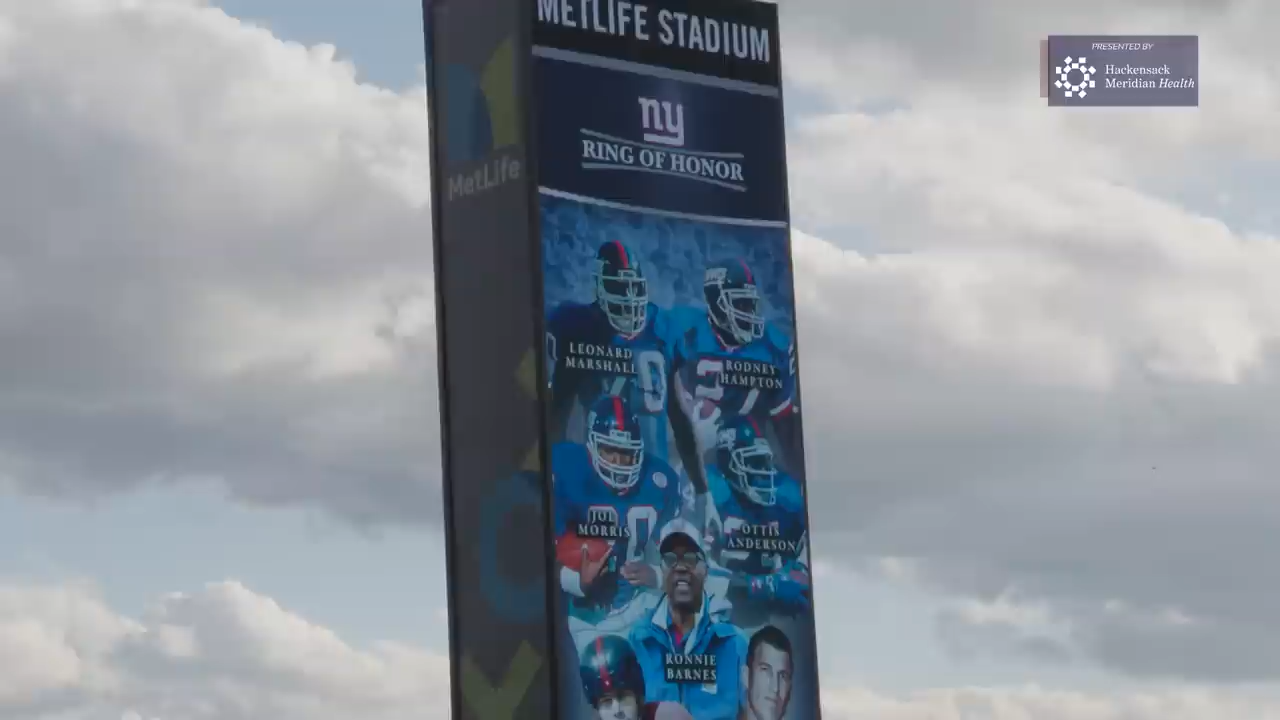 METLIFE STADIUM
PRESENTED BY
Hackensack
Meridian Health
ny
RING OF HONOR
MetLife
LEONARD
MARSHALL
RODNEY
HAMPTON
JOE
MORRIS
OTTIS
ANDERSON
RONNIE
BARNES